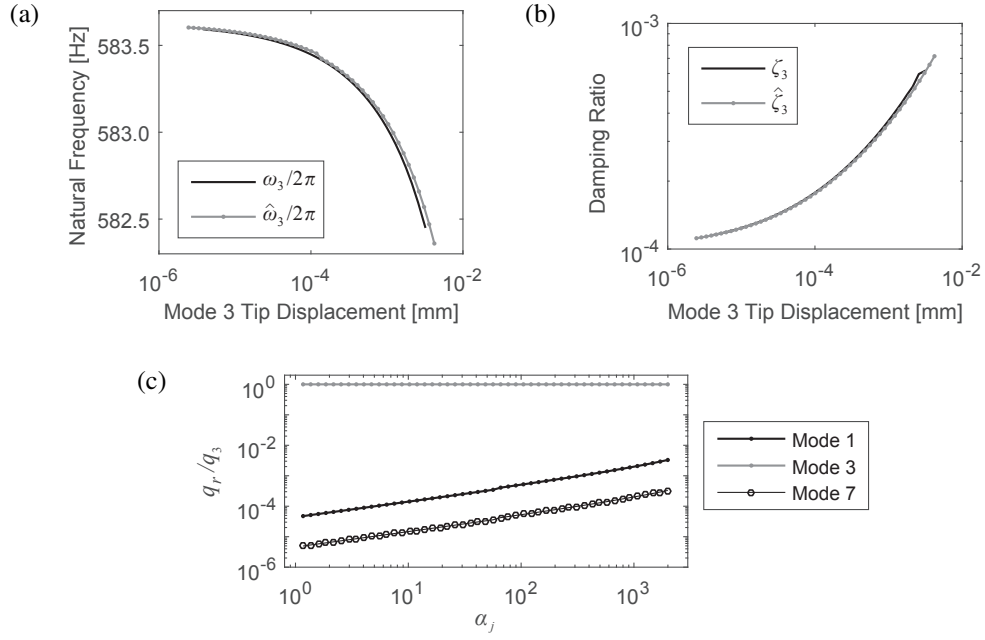 (a)
Natural Frequency [Hz]
583.5
583.0
582.5
ω₃/2π
ω̂₃/2π
10⁻⁶
10⁻⁴
10⁻²
Mode 3 Tip Displacement [mm]
(b)
Damping Ratio
10⁻³
10⁻⁴
ζ₃
ζ̂₃
10⁻⁶
10⁻⁴
10⁻²
Mode 3 Tip Displacement [mm]
(c)
qᵣ/q₃
10⁰
10⁻²
10⁻⁴
10⁻⁶
10⁰
10¹
10²
10³
αⱼ
Mode 1
Mode 3
Mode 7